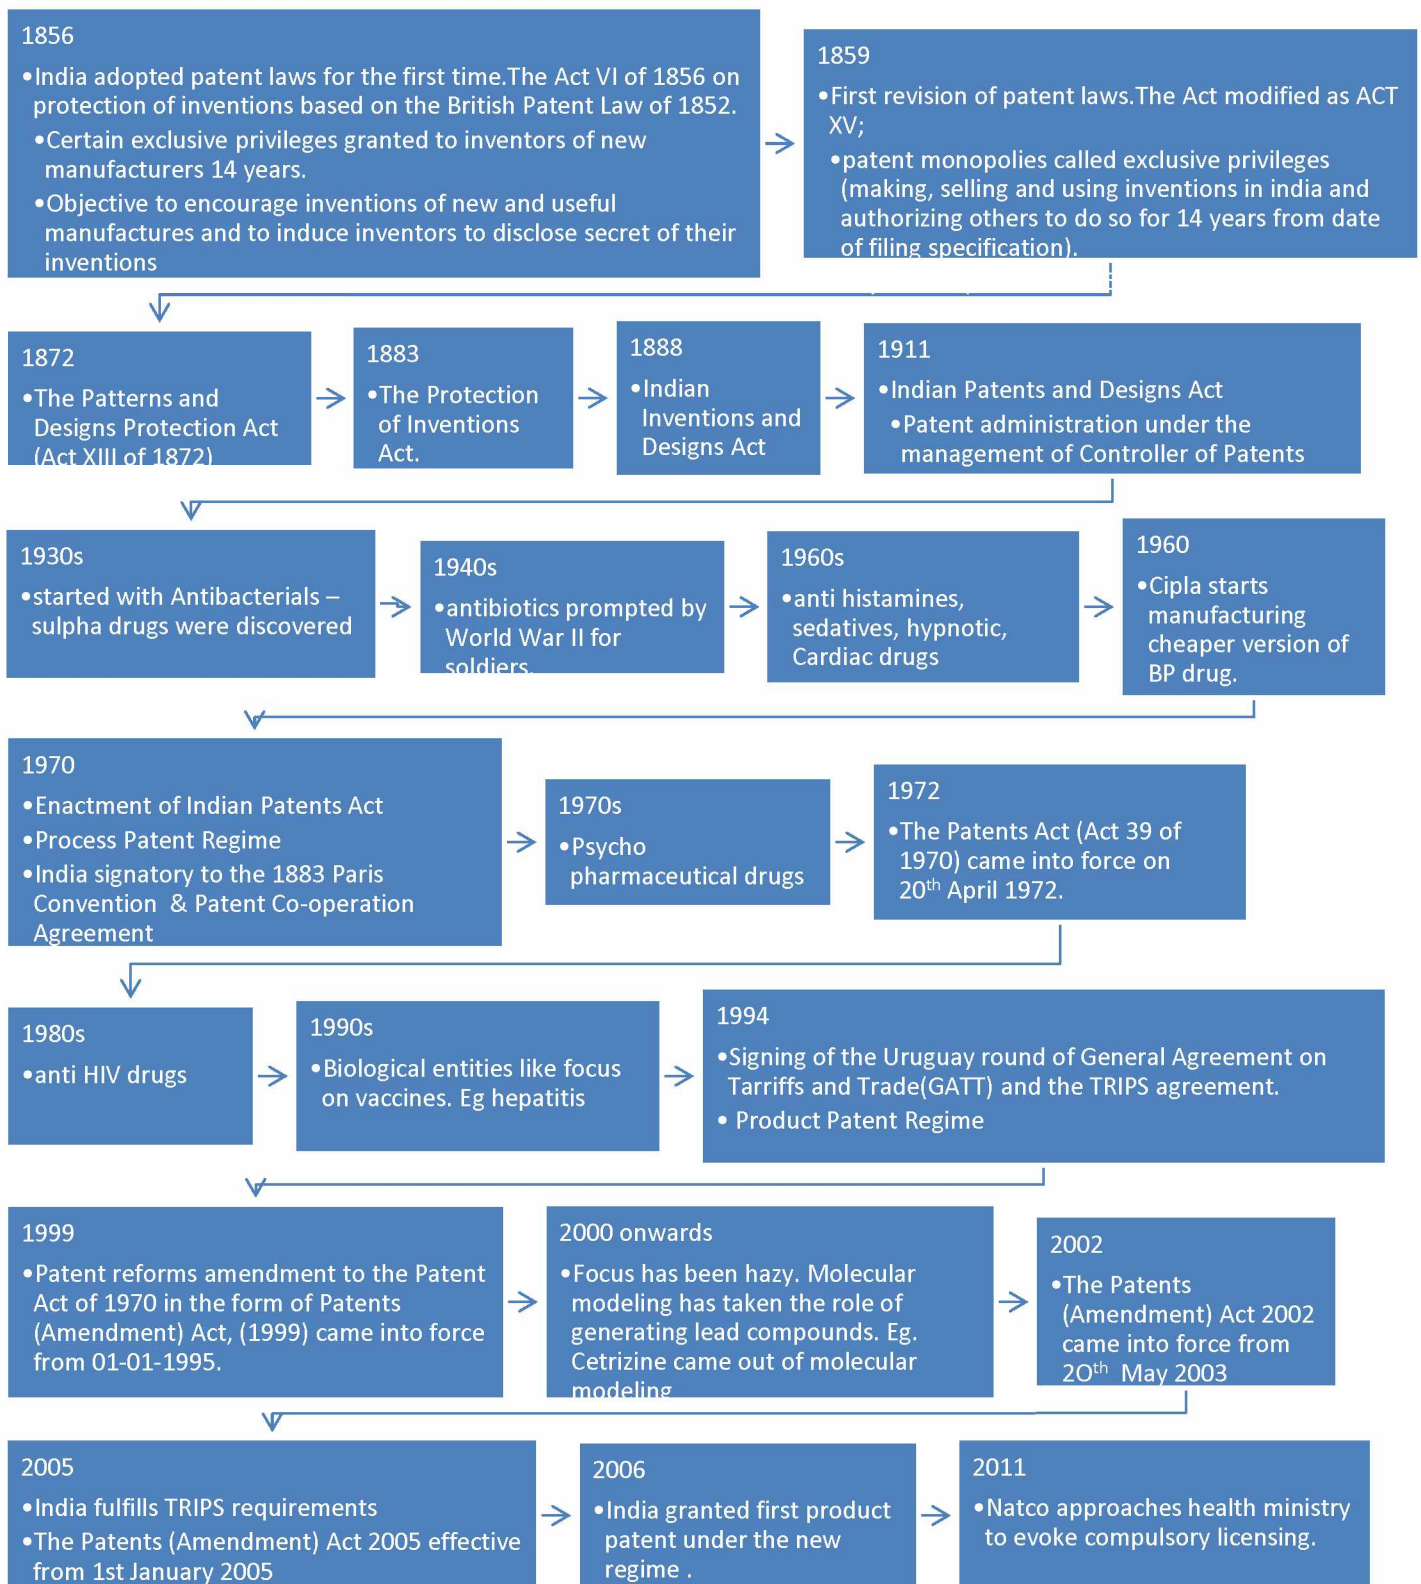 1856
•India adopted patent laws for the first time.The Act VI of 1856 on
protection of inventions based on the British Patent Law of 1852.
•Certain exclusive privileges granted to inventors of new
manufacturers 14 years.
•Objective to encourage inventions of new and useful
manufactures and to induce inventors to disclose secret of their
inventions
1859
•First revision of patent laws.The Act modified as ACT
XV;
•patent monopolies called exclusive privileges
(making, selling and using inventions in india and
authorizing others to do so for 14 years from date
of filing specification).
1872
•The Patterns and
Designs Protection Act
(Act XIII of 1872)
1883
•The Protection
of Inventions
Act.
1888
•Indian
Inventions and
Designs Act
1911
•Indian Patents and Designs Act
•Patent administration under the
management of Controller of Patents
1930s
•started with Antibacterials –
sulpha drugs were discovered
1940s
•antibiotics prompted by
World War II for
soldiers.
1960s
•anti histamines,
sedatives, hypnotic,
Cardiac drugs
1960
•Cipla starts
manufacturing
cheaper version of
BP drug.
1970
•Enactment of Indian Patents Act
•Process Patent Regime
•India signatory to the 1883 Paris
Convention & Patent Co-operation
Agreement
1970s
•Psycho
pharmaceutical drugs
1972
•The Patents Act (Act 39 of
1970) came into force on
20th April 1972.
1980s
•anti HIV drugs
1990s
•Biological entities like focus
on vaccines. Eg hepatitis
1994
•Signing of the Uruguay round of General Agreement on
Tarriffs and Trade(GATT) and the TRIPS agreement.
• Product Patent Regime
1999
•Patent reforms amendment to the Patent
Act of 1970 in the form of Patents
(Amendment) Act, (1999) came into force
from 01-01-1995.
2000 onwards
•Focus has been hazy. Molecular
modeling has taken the role of
generating lead compounds. Eg.
Cetrizine came out of molecular
modeling
2002
•The Patents
(Amendment) Act 2002
came into force from
2Oth May 2003
2005
•India fulfills TRIPS requirements
•The Patents (Amendment) Act 2005 effective
from 1st January 2005
2006
•India granted first product
patent under the new
regime .
2011
•Natco approaches health ministry
to evoke compulsory licensing.